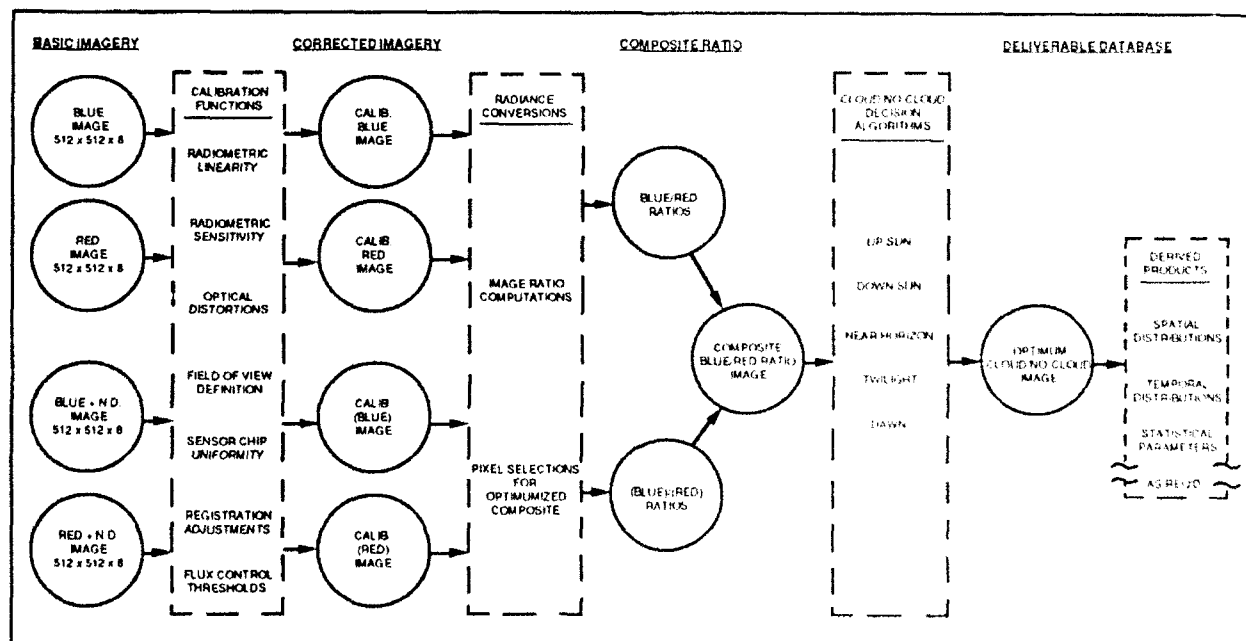 BASIC IMAGERY
CORRECTED IMAGERY
COMPOSITE RATIO
DELIVERABLE DATABASE
BLUE
IMAGE
512 x 512 x 8
RED
IMAGE
512 x 512 x 8
BLUE + N.D.
IMAGE
512 x 512 x 8
RED + N.D
IMAGE
512 x 512 x 8
CALIBRATION
FUNCTIONS
RADIOMETRIC
LINEARITY
RADIOMETRIC
SENSITIVITY
OPTICAL
DISTORTIONS
FIELD OF VIEW
DEFINITION
SENSOR CHIP
UNIFORMITY
REGISTRATION
ADJUSTMENTS
FLUX CONTROL
THRESHOLDS
CALIB.
BLUE
IMAGE
CALIB
RED
IMAGE
CALIB
(BLUE)
IMAGE
CALIB
(RED)
IMAGE
RADIANCE
CONVERSIONS
IMAGE RATIO
COMPUTATIONS
PIXEL SELECTIONS
FOR
OPTIMUMIZED
COMPOSITE
BLUE/RED
RATIOS
(BLUE)/(RED)
RATIOS
COMPOSITE
BLUE/RED RATIO
IMAGE
CLOUD/NO CLOUD
DECISION
ALGORITHMS
UP SUN
DOWN SUN
NEAR HORIZON
TWILIGHT
DAWN
OPTIMUM
CLOUD/NO CLOUD
IMAGE
DERIVED
PRODUCTS
SPATIAL
DISTRIBUTIONS
TEMPORAL
DISTRIBUTIONS
STATISTICAL
PARAMETERS
AS REQ'D